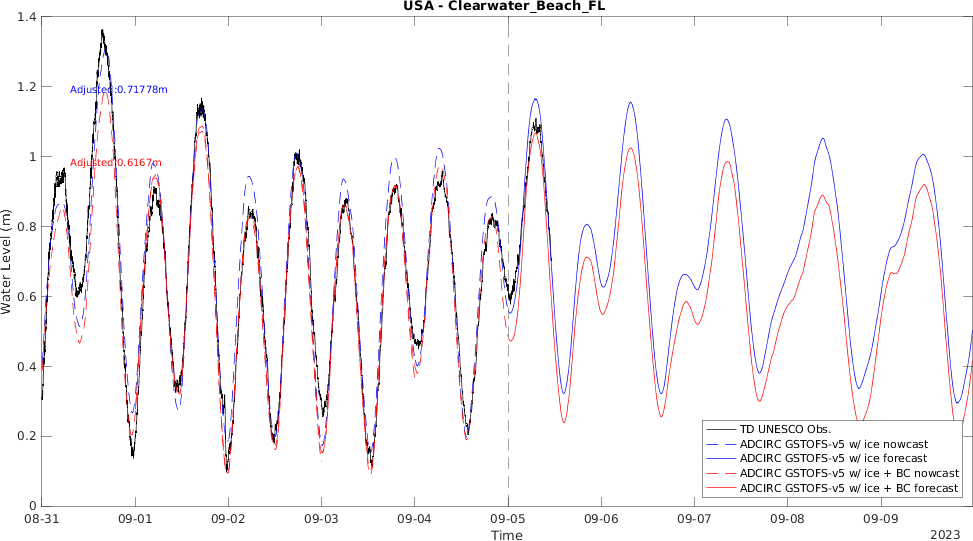 USA - Clearwater_Beach_FL
1.4
1.2
1
0.8
0.6
0.4
0.2
0
Water Level (m)
Adjusted:0.71778m
Adjusted:0.6167m
TD UNESCO Obs.
ADCIRC GSTOFS-v5 w/ ice nowcast
ADCIRC GSTOFS-v5 w/ ice forecast
ADCIRC GSTOFS-v5 w/ ice + BC nowcast
ADCIRC GSTOFS-v5 w/ ice + BC forecast
08-31 09-01 09-02 09-03 09-04 09-05 09-06 09-07 09-08 09-09
Time
2023